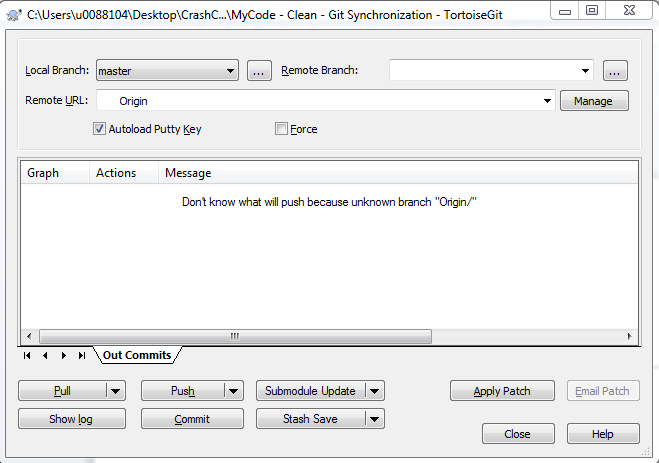 C:\Users\u0088104\Desktop\CrashC...\MyCode - Clean - Git Synchronization - TortoiseGit
Local Branch: master ... Remote Branch: ...
Remote URL: Origin Manage
Autoload Putty Key Force
Graph Actions Message
Don't know what will push because unknown branch "Origin/"
Out Commits
Pull Push Submodule Update Apply Patch Email Patch
Show log Commit Stash Save
Close Help